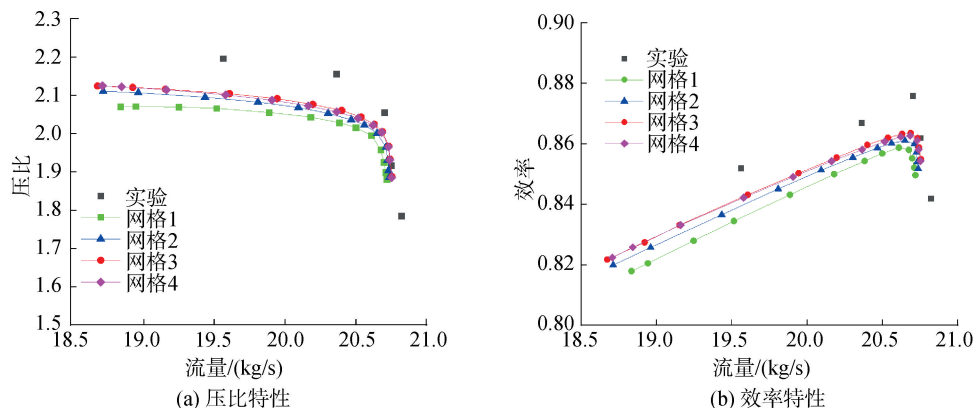 2.3
2.2
2.1
2.0
1.9
1.8
1.7
1.6
1.5
压比
实验
网格1
网格2
网格3
网格4
18.5 19.0 19.5 20.0 20.5 21.0
流量/(kg/s)
(a) 压比特性
0.90
0.88
0.86
0.84
0.82
0.80
效率
实验
网格1
网格2
网格3
网格4
18.5 19.0 19.5 20.0 20.5 21.0
流量/(kg/s)
(b) 效率特性